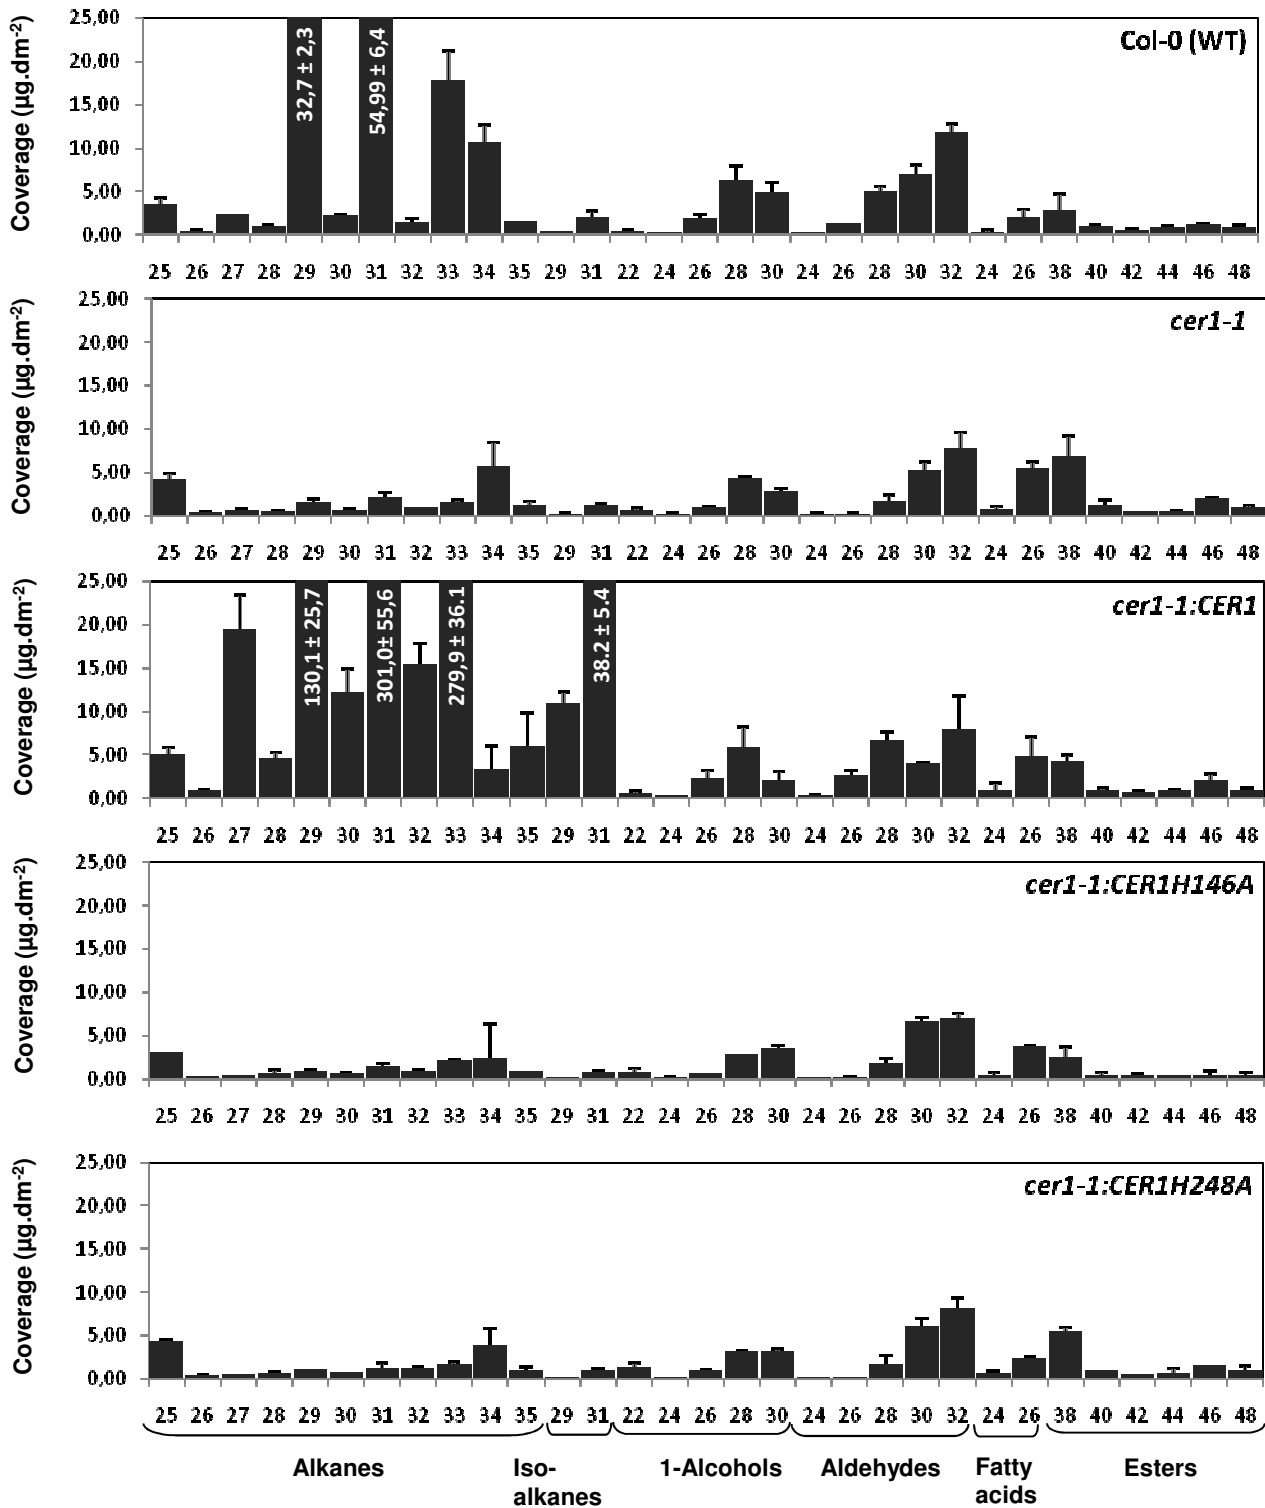 Coverage (µg.dm-2)
Col-0 (WT)
25,00
20,00
15,00
10,00
5,00
0,00
32,7 ± 2,3
54,99 ± 6,4
25 26 27 28 29 30 31 32 33 34 35 29 31 22 24 26 28 30 24 26 28 30 32 24 26 38 40 42 44 46 48
Coverage (µg.dm-2)
cer1-1
25,00
20,00
15,00
10,00
5,00
0,00
25 26 27 28 29 30 31 32 33 34 35 29 31 22 24 26 28 30 24 26 28 30 32 24 26 38 40 42 44 46 48
Coverage (µg.dm-2)
cer1-1:CER1
25,00
20,00
15,00
10,00
5,00
0,00
130,1 ± 25,7
301,0± 55,6
279,9 ± 36.1
38.2 ± 5.4
25 26 27 28 29 30 31 32 33 34 35 29 31 22 24 26 28 30 24 26 28 30 32 24 26 38 40 42 44 46 48
Coverage (µg.dm-2)
cer1-1:CER1H146A
25,00
20,00
15,00
10,00
5,00
0,00
25 26 27 28 29 30 31 32 33 34 35 29 31 22 24 26 28 30 24 26 28 30 32 24 26 38 40 42 44 46 48
Coverage (µg.dm-2)
cer1-1:CER1H248A
25,00
20,00
15,00
10,00
5,00
0,00
25 26 27 28 29 30 31 32 33 34 35 29 31 22 24 26 28 30 24 26 28 30 32 24 26 38 40 42 44 46 48
Alkanes
Iso-
alkanes
1-Alcohols
Aldehydes
Fatty
acids
Esters